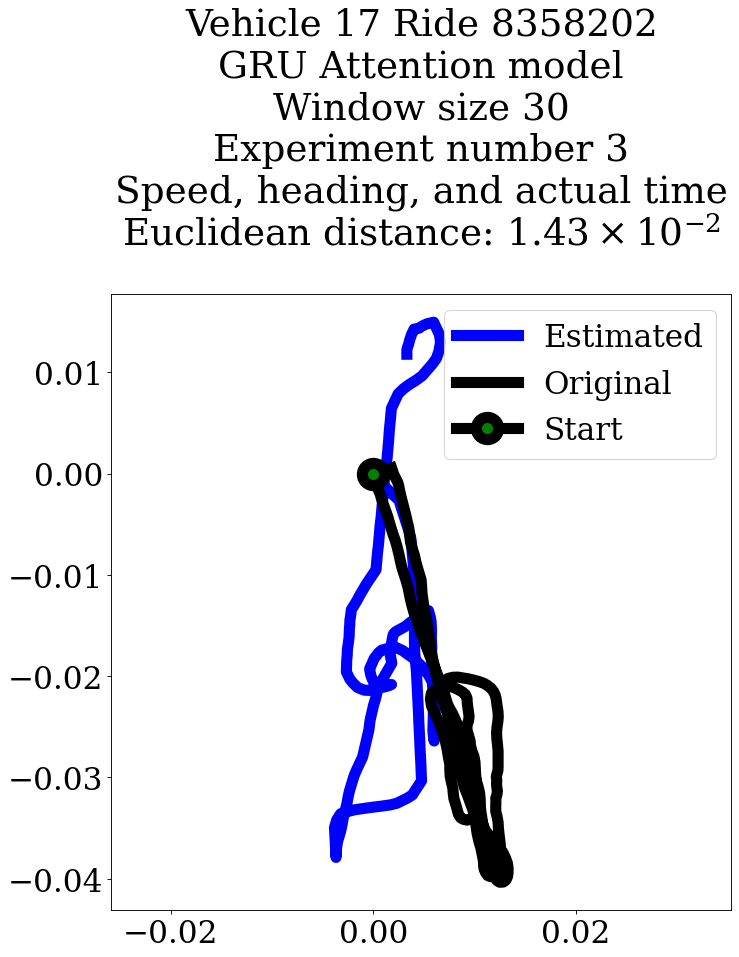 Vehicle 17 Ride 8358202
GRU Attention model
Window size 30
Experiment number 3
Speed, heading, and actual time
Euclidean distance: 1.43 × 10⁻²
Estimated
Original
Start
0.01
0.00
−0.01
−0.02
−0.03
−0.04
−0.02 0.00 0.02